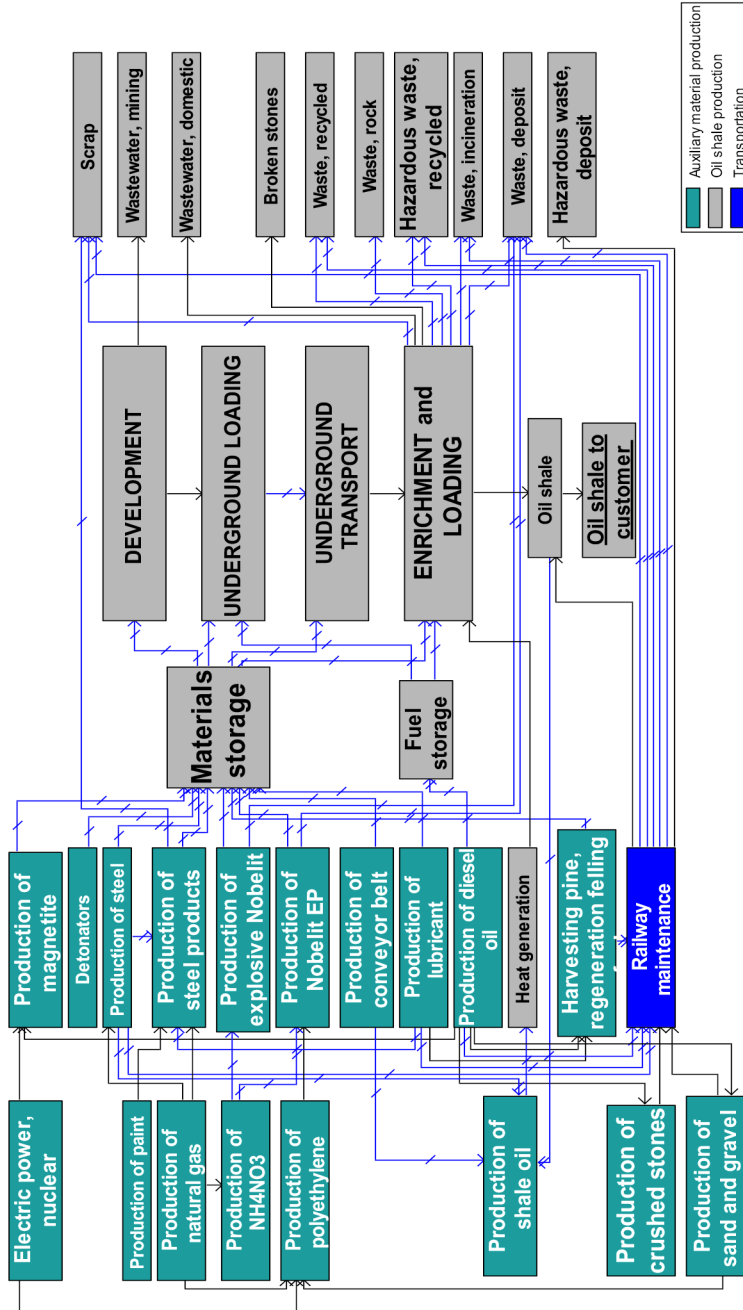 Electric power,
nuclear
Production of paint
Production of
natural gas
Production of
NH4NO3
Production of
polyethylene
Production of
shale oil
Production of
crushed stones
Production of
sand and gravel
Production of
magnetite
Detonators
Production of steel
Production of
steel products
Production of
explosive Nobelit
Production of
Nobelit EP
Production of
conveyor belt
Production of
lubricant
Production of diesel
oil
Heat generation
Harvesting pine,
regeneration felling
Railway
maintenance
Materials
storage
Fuel
storage
DEVELOPMENT
UNDERGROUND LOADING
UNDERGROUND
TRANSPORT
ENRICHMENT and
LOADING
Oil shale
Oil shale to
customer
Scrap
Wastewater, mining
Wastewater, domestic
Broken stones
Waste, recycled
Waste, rock
Hazardous waste,
recycled
Waste, incineration
Waste, deposit
Hazardous waste,
deposit
Auxiliary material production
Oil shale production
Transportation